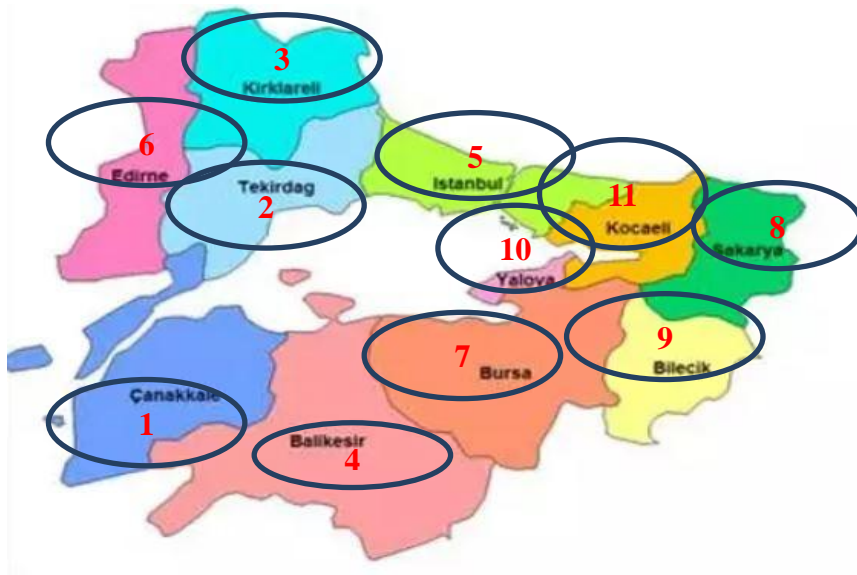 3
Kirklareli
6
Edirne
Tekirdag
2
5
Istanbul
11
Kocaeli
8
Sakarya
10
Yalova
7
Bursa
9
Bilecik
Çanakkale
1
Balikesir
4